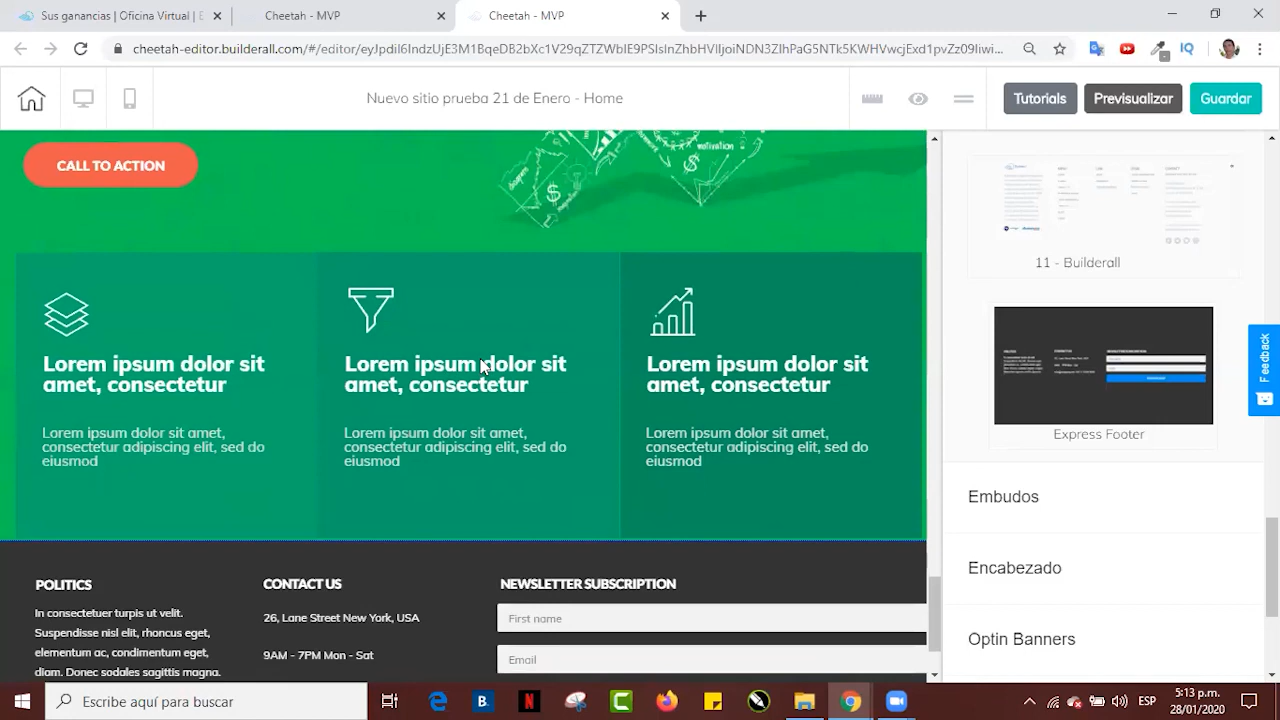 Sus ganancias | Oficina Virtual | E
Cheetah - MVP
Cheetah - MVP
cheetah-editor.builderall.com/#/editor/eyJpdiI6IndzUjE3M1BqeDB2bXc1V29qZTZWblE9PSIsInZhbHVlIjoiNDN3ZlhPaG5NTk5KWHVwcjExd1pvZz09Iiwi...
Nuevo sitio prueba 21 de Enero - Home
Tutorials
Previsualizar
Guardar
CALL TO ACTION
motivation
11 - Builderall
Lorem ipsum dolor sit
amet, consectetur
Lorem ipsum dolor sit amet,
consectetur adipiscing elit, sed do
eiusmod
Lorem ipsum dolor sit
amet, consectetur
Lorem ipsum dolor sit amet,
consectetur adipiscing elit, sed do
eiusmod
Lorem ipsum dolor sit
amet, consectetur
Lorem ipsum dolor sit amet,
consectetur adipiscing elit, sed do
eiusmod
Feedback
Express Footer
Embudos
Encabezado
Optin Banners
POLITICS
In consectetuer turpis ut velit.
Suspendisse nisl elit, rhoncus eget,
elementum ac, condimentum eget,
diam. Donec sodales sagittis magna.
CONTACT US
26, Lane Street New York, USA
9AM - 7PM Mon - Sat
NEWSLETTER SUBSCRIPTION
First name
Email
Escribe aquí para buscar
ESP
5:13 p.m.
28/01/2020